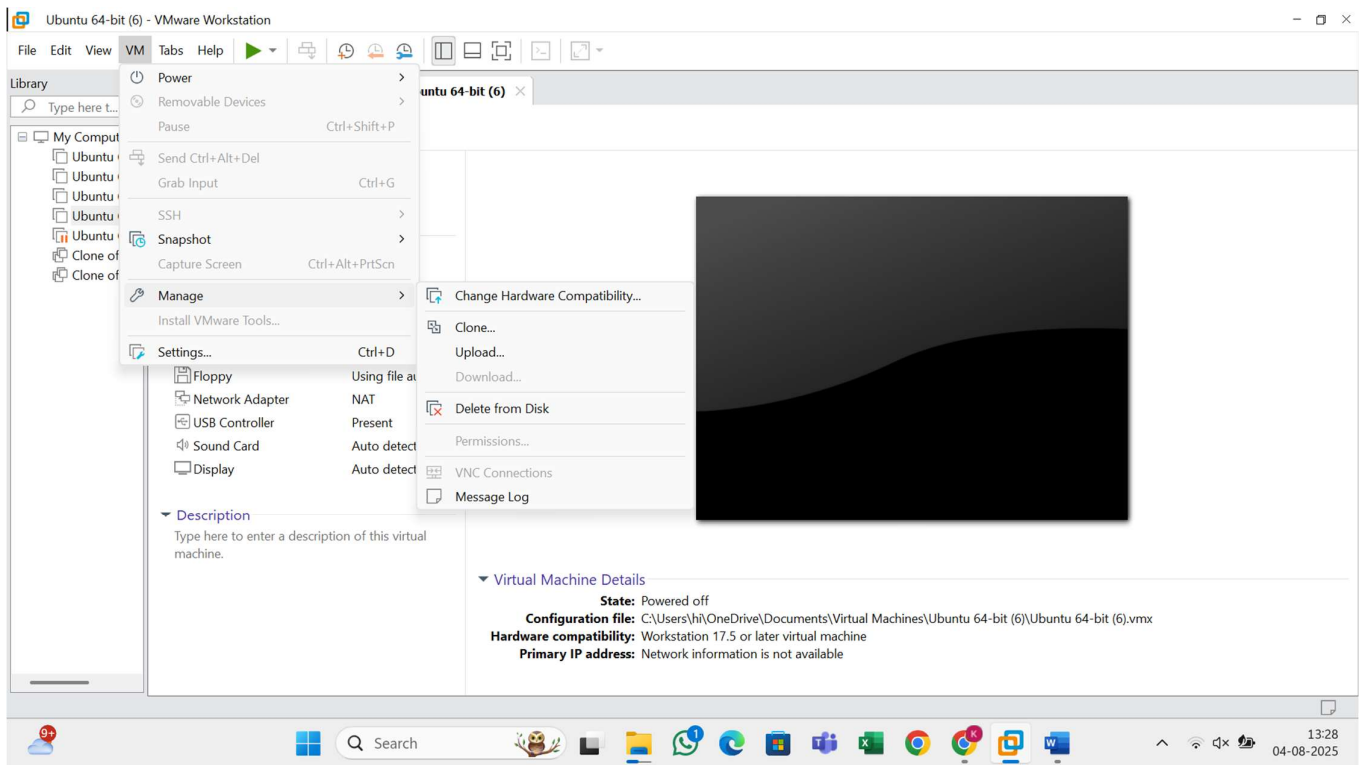 Ubuntu 64-bit (6) - VMware Workstation
File Edit View VM Tabs Help
Library
Type here t...
untu 64-bit (6)
My Comput
Ubuntu
Ubuntu
Ubuntu
Ubuntu
Ubuntu
Clone of
Clone of
Power
Removable Devices
Pause Ctrl+Shift+P
Send Ctrl+Alt+Del
Grab Input Ctrl+G
SSH
Snapshot
Capture Screen Ctrl+Alt+PrtScn
Manage
Install VMware Tools...
Settings... Ctrl+D
Change Hardware Compatibility...
Clone...
Upload...
Download...
Delete from Disk
Permissions...
VNC Connections
Message Log
Floppy Using file au
Network Adapter NAT
USB Controller Present
Sound Card Auto detect
Display Auto detect
Description
Type here to enter a description of this virtual
machine.
Virtual Machine Details
State: Powered off
Configuration file: C:\Users\hi\OneDrive\Documents\Virtual Machines\Ubuntu 64-bit (6)\Ubuntu 64-bit (6).vmx
Hardware compatibility: Workstation 17.5 or later virtual machine
Primary IP address: Network information is not available
9+
Search
1
K
13:28
04-08-2025